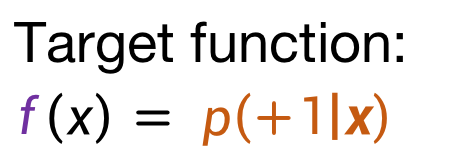 Target function:
f(x) = p(+1|x)